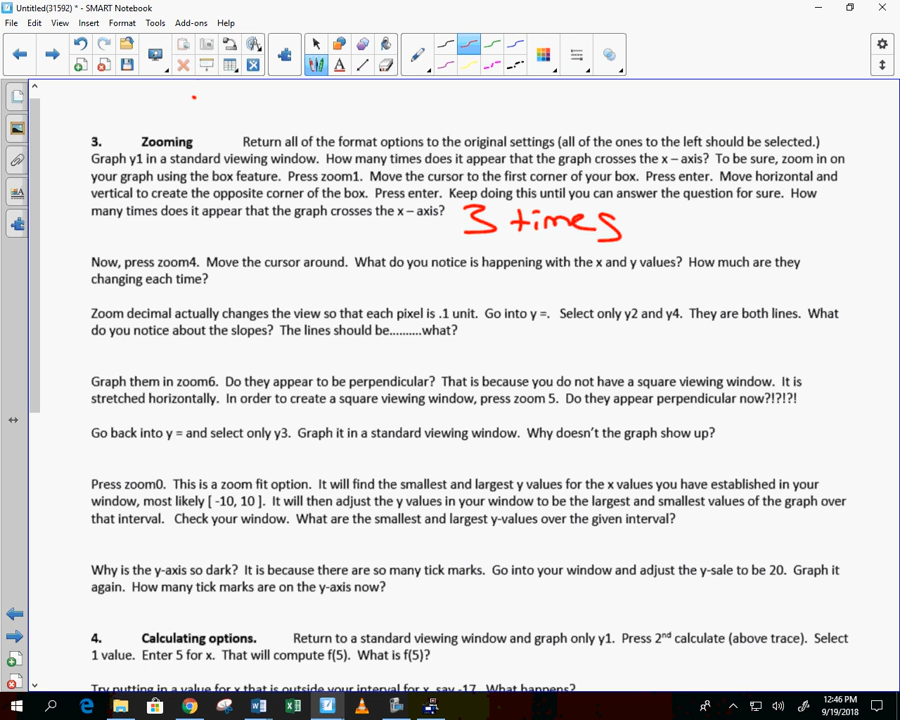 Untitled(31592) * - SMART Notebook
File Edit View Insert Format Tools Add-ons Help
3. Zooming Return all of the format options to the original settings (all of the ones to the left should be selected.)
Graph y1 in a standard viewing window. How many times does it appear that the graph crosses the x – axis? To be sure, zoom in on
your graph using the box feature. Press zoom1. Move the cursor to the first corner of your box. Press enter. Move horizontal and
vertical to create the opposite corner of the box. Press enter. Keep doing this until you can answer the question for sure. How
many times does it appear that the graph crosses the x – axis? 3 times
Now, press zoom4. Move the cursor around. What do you notice is happening with the x and y values? How much are they
changing each time?
Zoom decimal actually changes the view so that each pixel is .1 unit. Go into y =. Select only y2 and y4. They are both lines. What
do you notice about the slopes? The lines should be..........what?
Graph them in zoom6. Do they appear to be perpendicular? That is because you do not have a square viewing window. It is
stretched horizontally. In order to create a square viewing window, press zoom 5. Do they appear perpendicular now?!?!?!
Go back into y = and select only y3. Graph it in a standard viewing window. Why doesn't the graph show up?
Press zoom0. This is a zoom fit option. It will find the smallest and largest y values for the x values you have established in your
window, most likely [ -10, 10 ]. It will then adjust the y values in your window to be the largest and smallest values of the graph over
that interval. Check your window. What are the smallest and largest y-values over the given interval?
Why is the y-axis so dark? It is because there are so many tick marks. Go into your window and adjust the y-sale to be 20. Graph it
again. How many tick marks are on the y-axis now?
4. Calculating options. Return to a standard viewing window and graph only y1. Press 2nd calculate (above trace). Select
1 value. Enter 5 for x. That will compute f(5). What is f(5)?
Try putting in a value for x that is outside your interval for x, say -17. What happens?
12:46 PM
9/19/2018